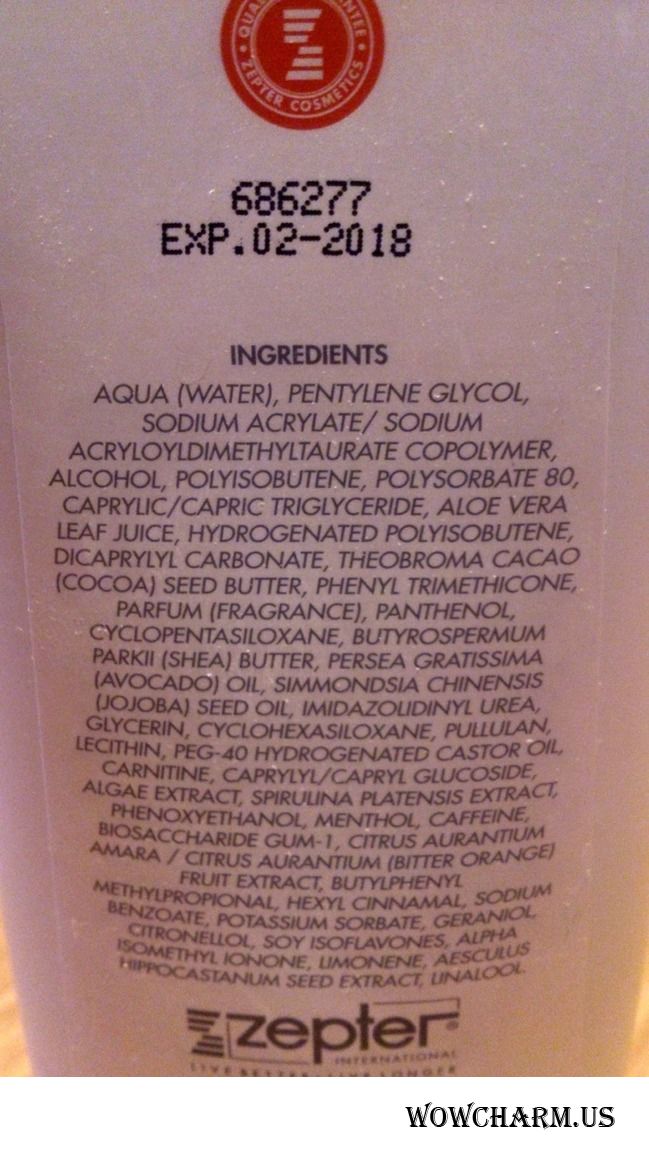 ZEPTER COSMETICS
686277
EXP.02-2018
INGREDIENTS
AQUA (WATER), PENTYLENE GLYCOL,
SODIUM ACRYLATE/ SODIUM
ACRYLOYLDIMETHYLTAURATE COPOLYMER,
ALCOHOL, POLYISOBUTENE, POLYSORBATE 80,
CAPRYLIC/CAPRIC TRIGLYCERIDE, ALOE VERA
LEAF JUICE, HYDROGENATED POLYISOBUTENE,
DICAPRYLYL CARBONATE, THEOBROMA CACAO
(COCOA) SEED BUTTER, PHENYL TRIMETHICONE,
PARFUM (FRAGRANCE), PANTHENOL,
CYCLOPENTASILOXANE, BUTYROSPERMUM
PARKII (SHEA) BUTTER, PERSEA GRATISSIMA
(AVOCADO) OIL, SIMMONDSIA CHINENSIS
(JOJOBA) SEED OIL, IMIDAZOLIDINYL UREA,
GLYCERIN, CYCLOHEXASILOXANE, PULLULAN,
LECITHIN, PEG-40 HYDROGENATED CASTOR OIL,
CARNITINE, CAPRYLYL/CAPRYL GLUCOSIDE,
ALGAE EXTRACT, SPIRULINA PLATENSIS EXTRACT,
PHENOXYETHANOL, MENTHOL, CAFFEINE,
BIOSACCHARIDE GUM-1, CITRUS AURANTIUM
AMARA / CITRUS AURANTIUM (BITTER ORANGE)
FRUIT EXTRACT, BUTYLPHENYL
METHYLPROPIONAL, HEXYL CINNAMAL, SODIUM
BENZOATE, POTASSIUM SORBATE, GERANIOL,
CITRONELLOL, SOY ISOFLAVONES, ALPHA
ISOMETHYL IONONE, LIMONENE, AESCULUS
HIPPOCASTANUM SEED EXTRACT, LINALOOL.
zepter®
INTERNATIONAL
LIVE BETTER • LIVE LONGER
WOWCHARM.US